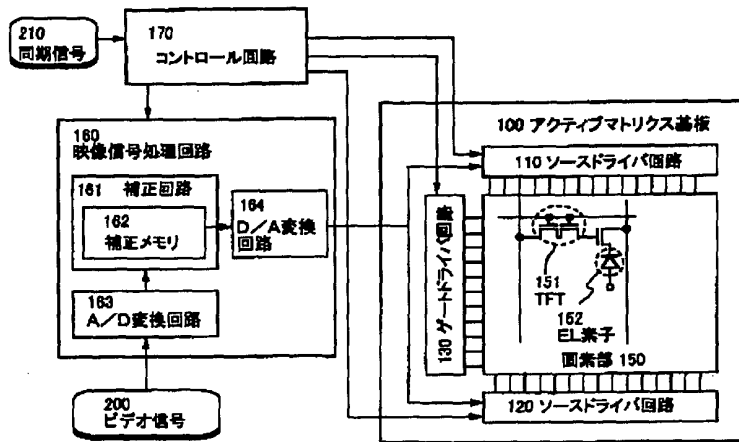 210
同期信号
170
コントロール回路
160
映像信号処理回路
161 補正回路
162
補正メモリ
164
D/A変換
回路
163
A/D変換回路
200
ビデオ信号
100 アクティブマトリクス基板
110 ソースドライバ回路
130 ゲートドライバ回路
151
TFT
152
EL素子
画素部 150
120 ソースドライバ回路